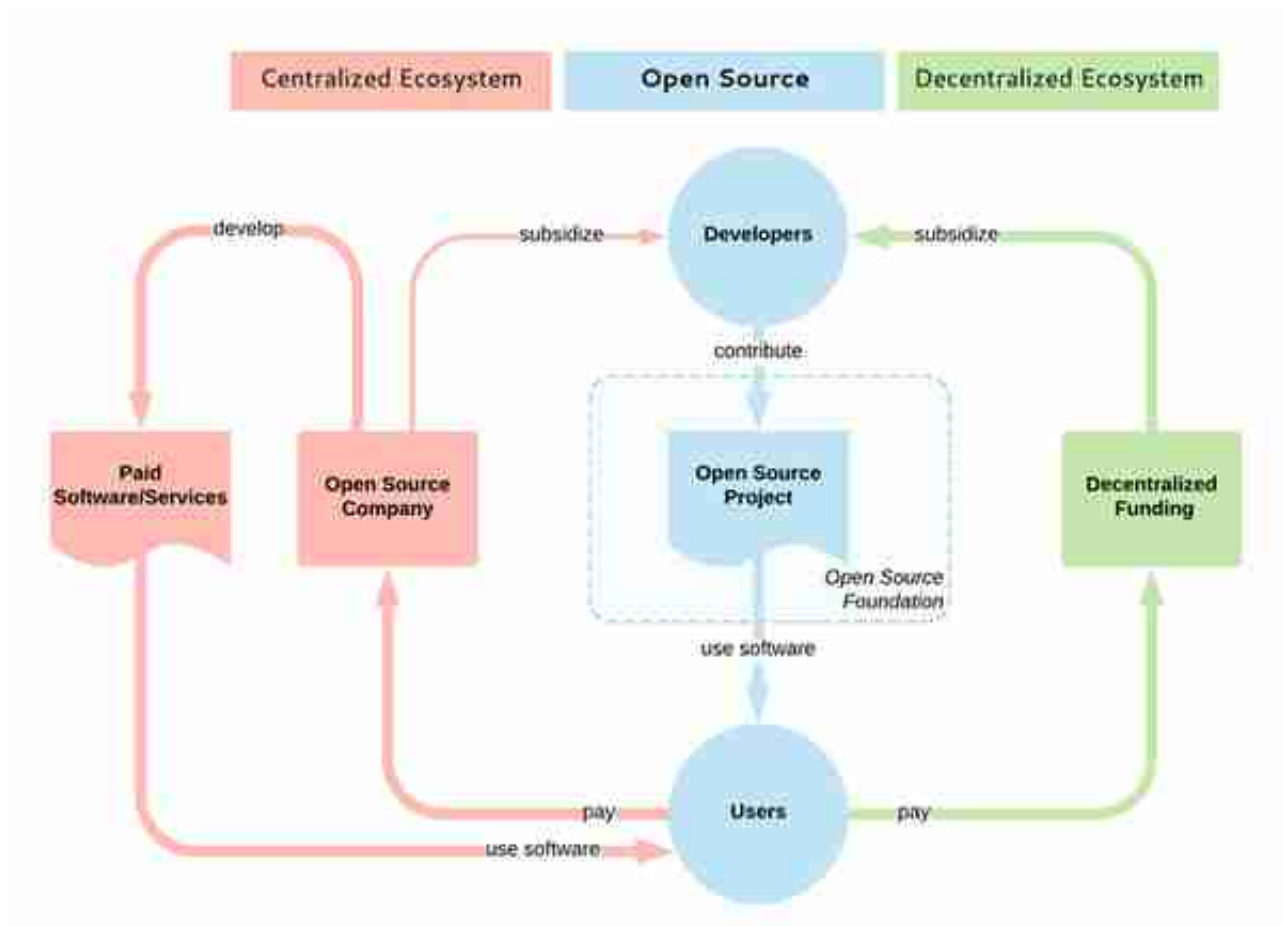 Centralized Ecosystem
Open Source
Decentralized Ecosystem
develop
subsidize
Developers
subsidize
contribute
Paid
Software/Services
Open Source
Company
Open Source
Project
Decentralized
Funding
Open Source
Foundation
use software
pay
Users
pay
use software